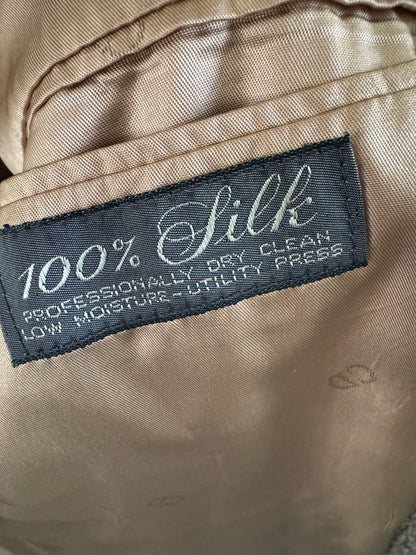 100% Silk
PROFESSIONALLY DRY CLEAN
LOW MOISTURE-UTILITY PRESS